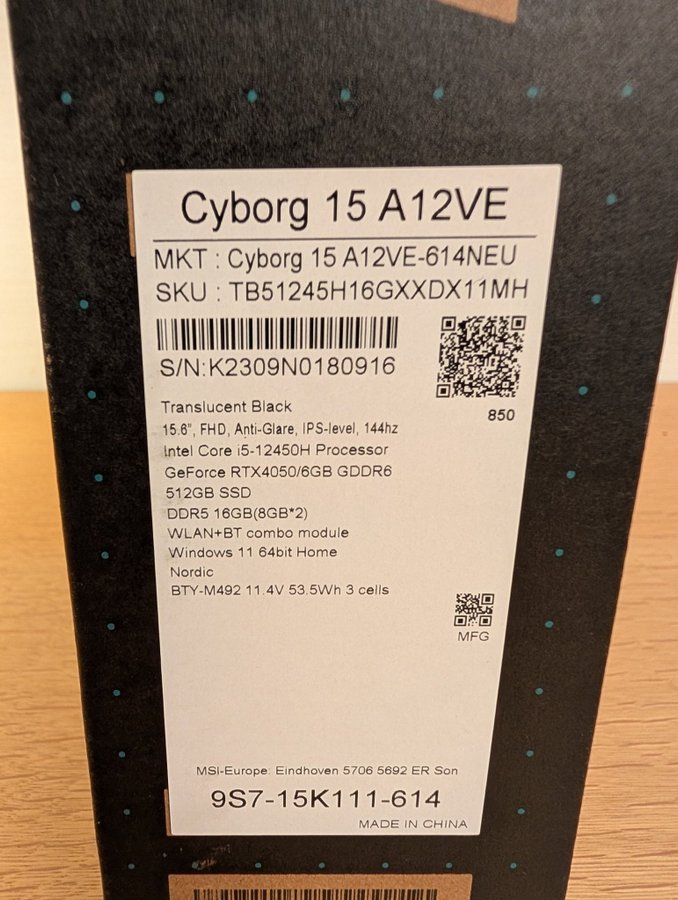 Cyborg 15 A12VE
MKT : Cyborg 15 A12VE-614NEU
SKU : TB51245H16GXXDX11MH
S/N:K2309N0180916
850
Translucent Black
15.6", FHD, Anti-Glare, IPS-level, 144hz
Intel Core i5-12450H Processor
GeForce RTX4050/6GB GDDR6
512GB SSD
DDR5 16GB(8GB*2)
WLAN+BT combo module
Windows 11 64bit Home
Nordic
BTY-M492 11.4V 53.5Wh 3 cells
MFG
MSI-Europe: Eindhoven 5706 5692 ER Son
9S7-15K111-614
MADE IN CHINA